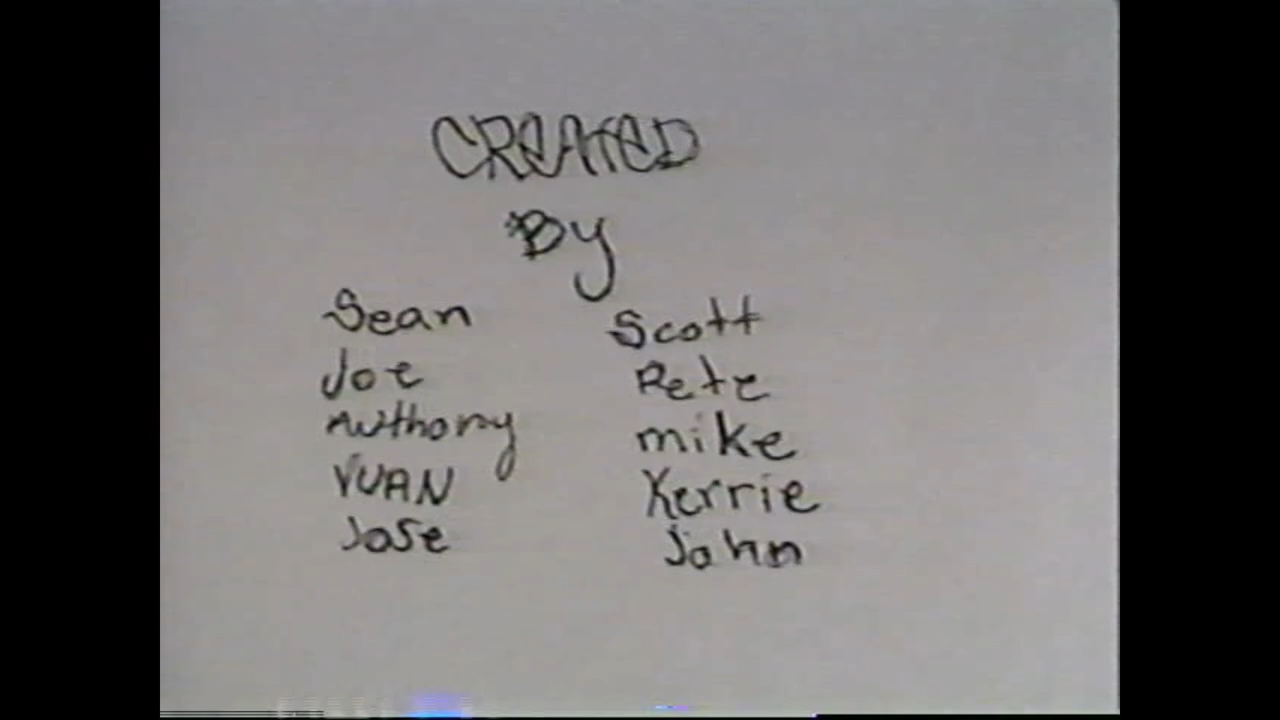 CREATED
By
Sean
Joe
Anthony
YUAN
Jose
Scott
Pete
mike
Kerrie
John